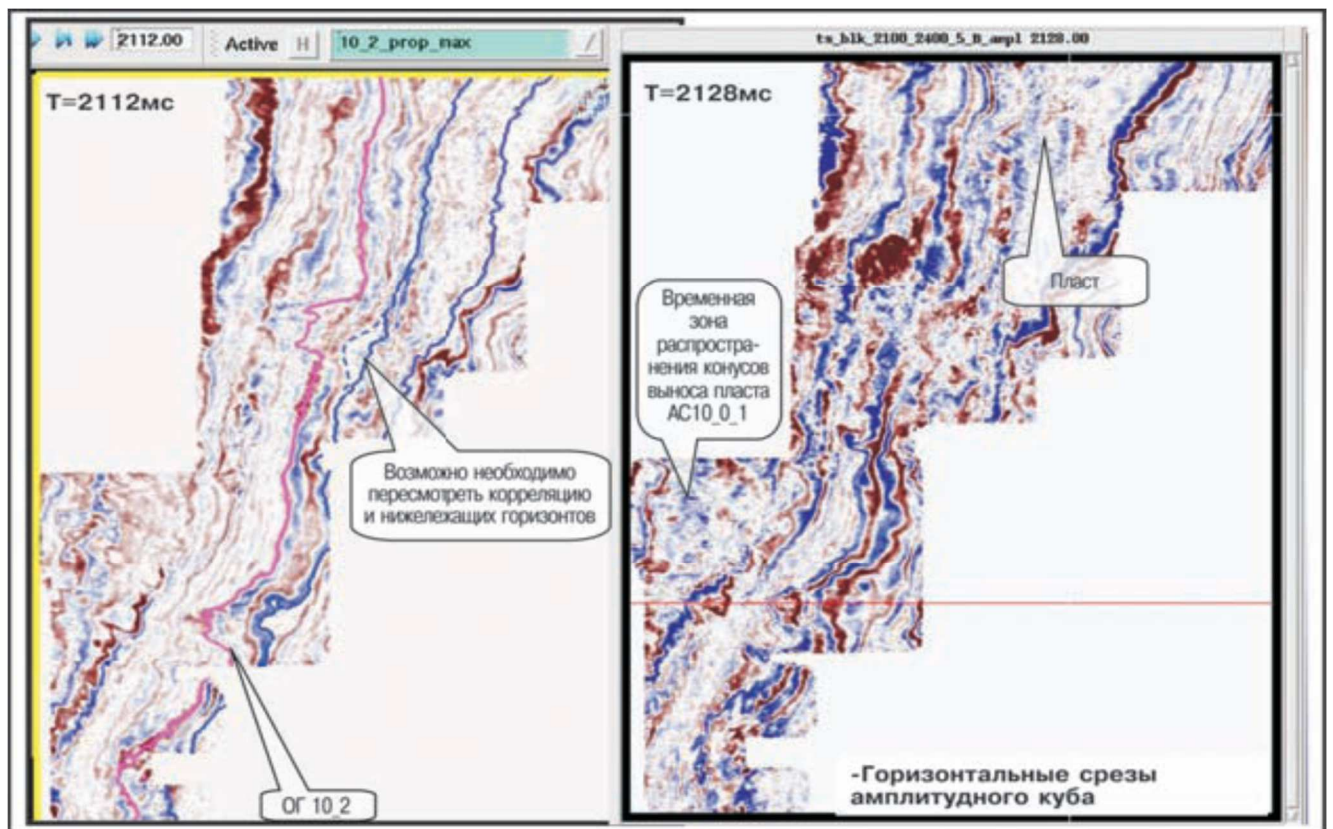 2112.00
Active H 10_2_prop_max
ts_blk_2100_2400_5_B_ampl 2128.00
T=2112мс
Возможно необходимо
пересмотреть корреляцию
и нижележащих горизонтов
ОГ 10_2
T=2128мс
Пласт
Временная
зона
распростра-
нения конусов
выноса пласта
АС10_0_1
-Горизонтальные срезы
амплитудного куба